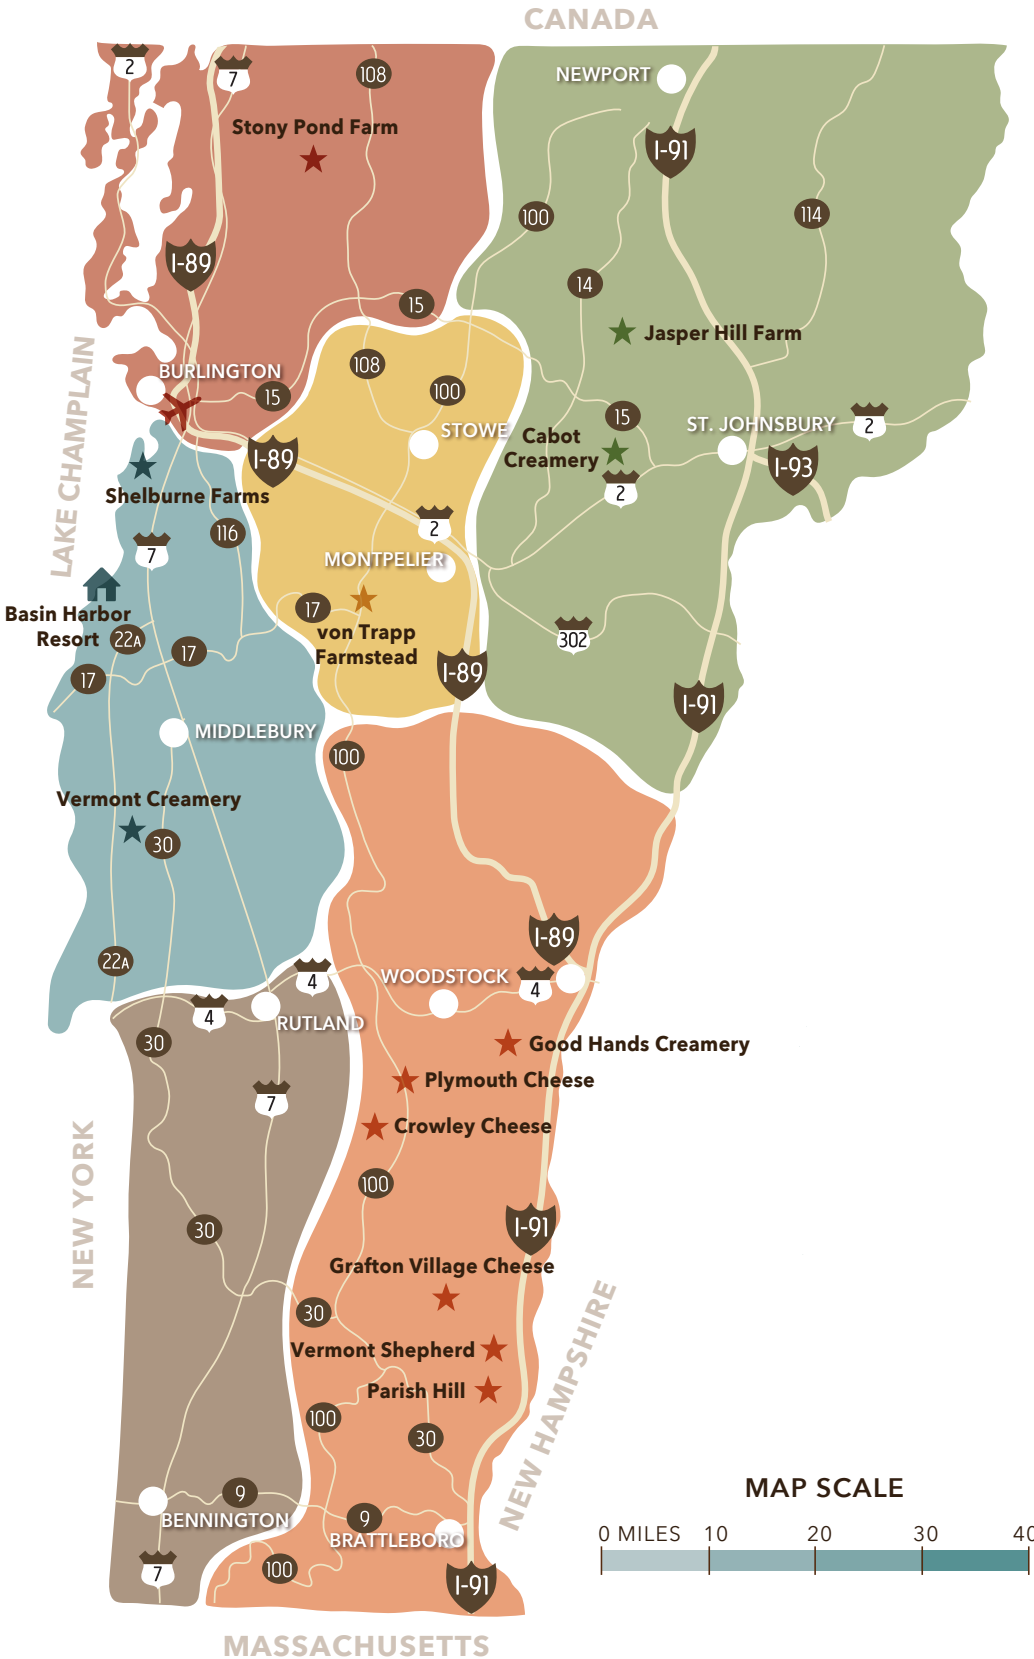 CANADA
2
7
108
NEWPORT
Stony Pond Farm
I-91
100
114
I-89
14
15
Jasper Hill Farm
LAKE CHAMPLAIN
108
BURLINGTON
100
15
15
2
STOWE
ST. JOHNSBURY
Cabot
Creamery
I-89
I-93
Shelburne Farms
2
2
116
7
MONTPELIER
Basin Harbor
Resort
17
22A
von Trapp
Farmstead
302
17
17
I-89
I-91
MIDDLEBURY
100
Vermont Creamery
30
I-89
22A
WOODSTOCK
4
4
4
RUTLAND
30
Good Hands Creamery
Plymouth Cheese
7
Crowley Cheese
NEW YORK
100
30
I-91
Grafton Village Cheese
30
Vermont Shepherd
NEW HAMPSHIRE
Parish Hill
100
30
9
MAP SCALE
BENNINGTON
9
BRATTLEBORO
0 MILES 10 20 30 40
7
100
I-91
MASSACHUSETTS